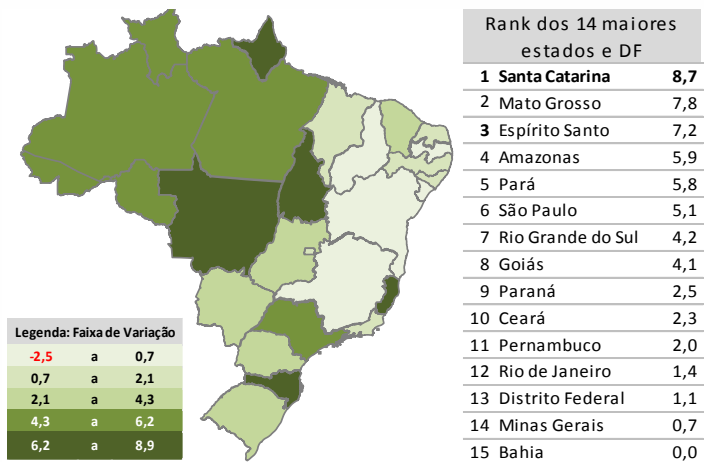 Rank dos 14 maiores
estados e DF
1 Santa Catarina 8,7
2 Mato Grosso 7,8
3 Espírito Santo 7,2
4 Amazonas 5,9
5 Pará 5,8
6 São Paulo 5,1
7 Rio Grande do Sul 4,2
8 Goiás 4,1
9 Paraná 2,5
10 Ceará 2,3
11 Pernambuco 2,0
12 Rio de Janeiro 1,4
13 Distrito Federal 1,1
14 Minas Gerais 0,7
15 Bahia 0,0
Legenda: Faixa de Variação
-2,5 a 0,7
0,7 a 2,1
2,1 a 4,3
4,3 a 6,2
6,2 a 8,9